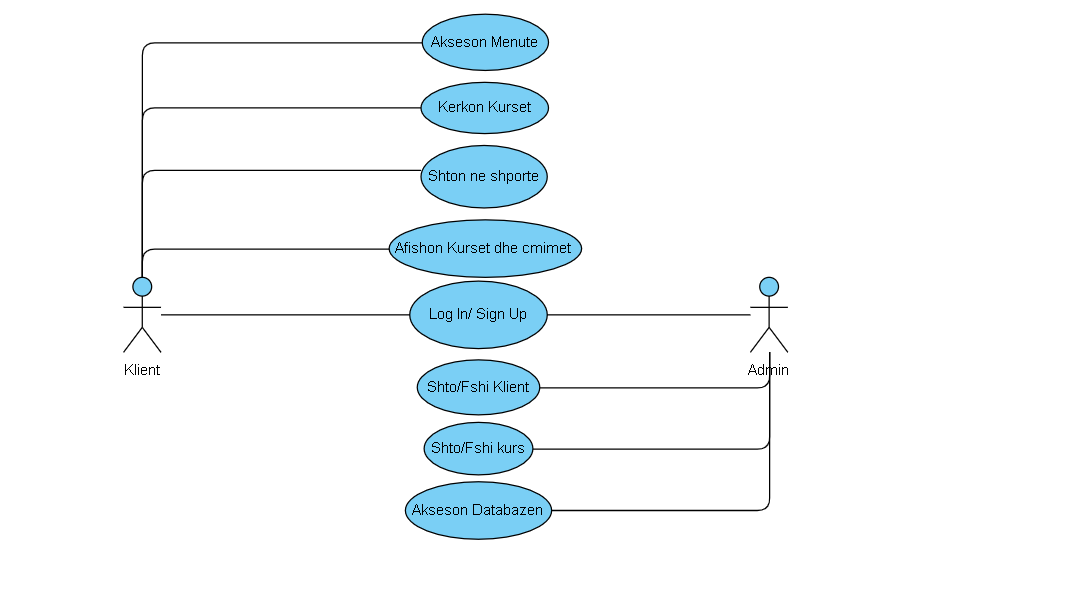 Akseson Menute
Kerkon Kurset
Shton ne shporte
Afishon Kurset dhe cmimet
Log In/ Sign Up
Klient
Admin
Shto/Fshi Klient
Shto/Fshi kurs
Akseson Databazen